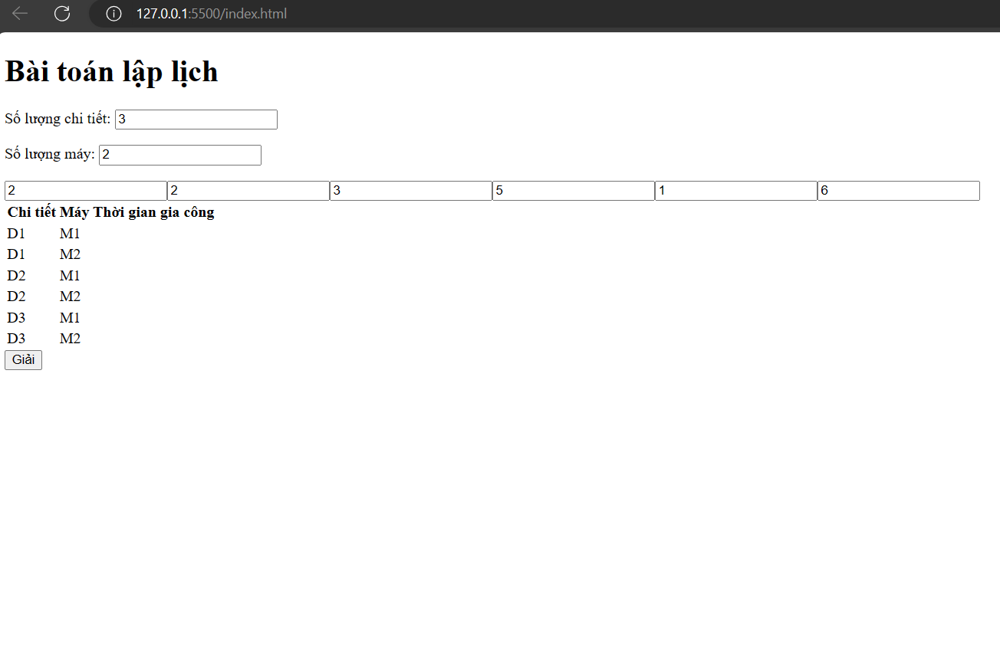 127.0.0.1:5500/index.html
Bài toán lập lịch
Số lượng chi tiết: 3
Số lượng máy: 2
2 2 3 5 1 6
Chi tiết Máy Thời gian gia công
D1 M1
D1 M2
D2 M1
D2 M2
D3 M1
D3 M2
Giải